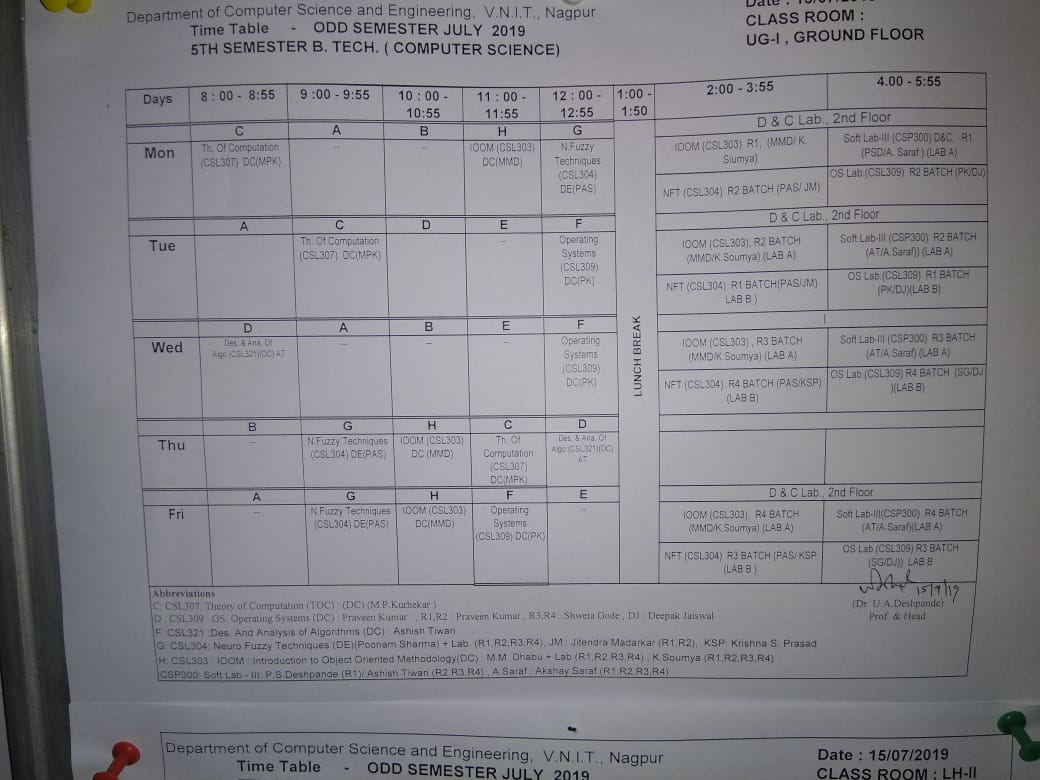 Department of Computer Science and Engineering, V.N.I.T., Nagpur
Time Table - ODD SEMESTER JULY 2019
5TH SEMESTER B. TECH. ( COMPUTER SCIENCE)
CLASS ROOM :
UG-I , GROUND FLOOR
Days 8 : 00 - 8:55 9 :00 - 9:55 10 : 00 - 10:55 11 : 00 - 11:55 12 : 00 - 12:55 1:00 - 1:50 2:00 - 3:55 4.00 - 5:55
C A B H G D & C Lab., 2nd Floor
Mon
Th. Of Computation
(CSL307) DC(MPK)
--
--
IOOM (CSL303)
DC(MMD)
N.Fuzzy
Techniques
(CSL304)
DE(PAS)
IOOM (CSL303) R1, (MMD/ K.
Slumya)
Soft Lab-III (CSP300) D&C, R1
(PSD/A. Saraf ) (LAB A)
NFT (CSL304) R2 BATCH (PAS/ JM)
OS Lab.(CSL309) R2 BATCH (PK/DJ)
LUNCH BREAK
A C D E F D & C Lab., 2nd Floor
Tue
Th. Of Computation
(CSL307) DC(MPK)
--
Operating
Systems
(CSL309)
DC(PK)
IOOM (CSL303), R2 BATCH
(MMD/K.Soumya) (LAB A)
Soft Lab-III (CSP300) R2 BATCH
(AT/A.Saraf)) (LAB A)
NFT (CSL304) R1 BATCH(PAS/JM)
LAB B )
OS Lab.(CSL309) R1 BATCH
(PK/DJ)(LAB B)
D A B E F
Wed
Des. & Ana. Of
Algo.(CSL321)(DC) AT
--
--
--
Operating
Systems
(CSL309)
DC(PK)
IOOM (CSL303) , R3 BATCH
(MMD/K.Soumya) (LAB A)
Soft Lab-III (CSP300) R3 BATCH
(AT/A.Saraf) (LAB A)
NFT (CSL304) R4 BATCH (PAS/KSP)
(LAB B)
OS Lab.(CSL309) R4 BATCH (SG/DJ
)(LAB B)
B G H C D
Thu
--
N.Fuzzy Techniques
(CSL304) DE(PAS)
IOOM (CSL303)
DC (MMD)
Th. Of
Computation
(CSL307)
DC(MPK)
Des. & Ana. Of
Algo.(CSL321)(DC)
AT
A G H F E D & C Lab., 2nd Floor
Fri
--
N.Fuzzy Techniques
(CSL304) DE(PAS)
IOOM (CSL303)
DC(MMD)
Operating
Systems
(CSL309) DC(PK)
--
IOOM (CSL303), R4 BATCH
(MMD/K.Soumya) (LAB A)
Soft Lab-III(CSP300) R4 BATCH
(AT/A.Saraf)(LAB A)
NFT (CSL304) R3 BATCH (PAS/ KSP
(LAB B )
OS Lab.(CSL309) R3 BATCH
(SG/DJ)) LAB B
Abbreviations
C: CSL307: Theory of Computation (TOC) : (DC) (M.P.Kurhekar )
D : CSL309 : OS: Operating Systems (DC) : Praveen Kumar , R1,R2 : Praveen Kumar , R3,R4 : Shweta Gode , DJ : Deepak Jaiswal
F :CSL321 :Des. And Analysis of Algorithms (DC) : Ashish Tiwari
G: CSL304: Neuro Fuzzy Techniques (DE)(Poonam Sharma) + Lab. (R1,R2,R3,R4), JM : Jitendra Madarkar (R1,R2), KSP: Krishna S. Prasad
H: CSL303 : IOOM : Introduction to Object Oriented Methodology(DC) : M.M. Dhabu + Lab (R1,R2,R3,R4) , K.Soumya (R1,R2,R3,R4)
CSP300: Soft Lab - III: P.S.Deshpande (R1)/ Ashish Tiwari (R2,R3,R4) , A.Saraf : Akshay Saraf (R1,R2,R3,R4)
15/7/19
(Dr. U.A.Deshpande)
Prof. & Head
Department of Computer Science and Engineering, V.N.I.T., Nagpur
Time Table - ODD SEMESTER JULY 2019
Date : 15/07/2019
CLASS ROOM : LH-II